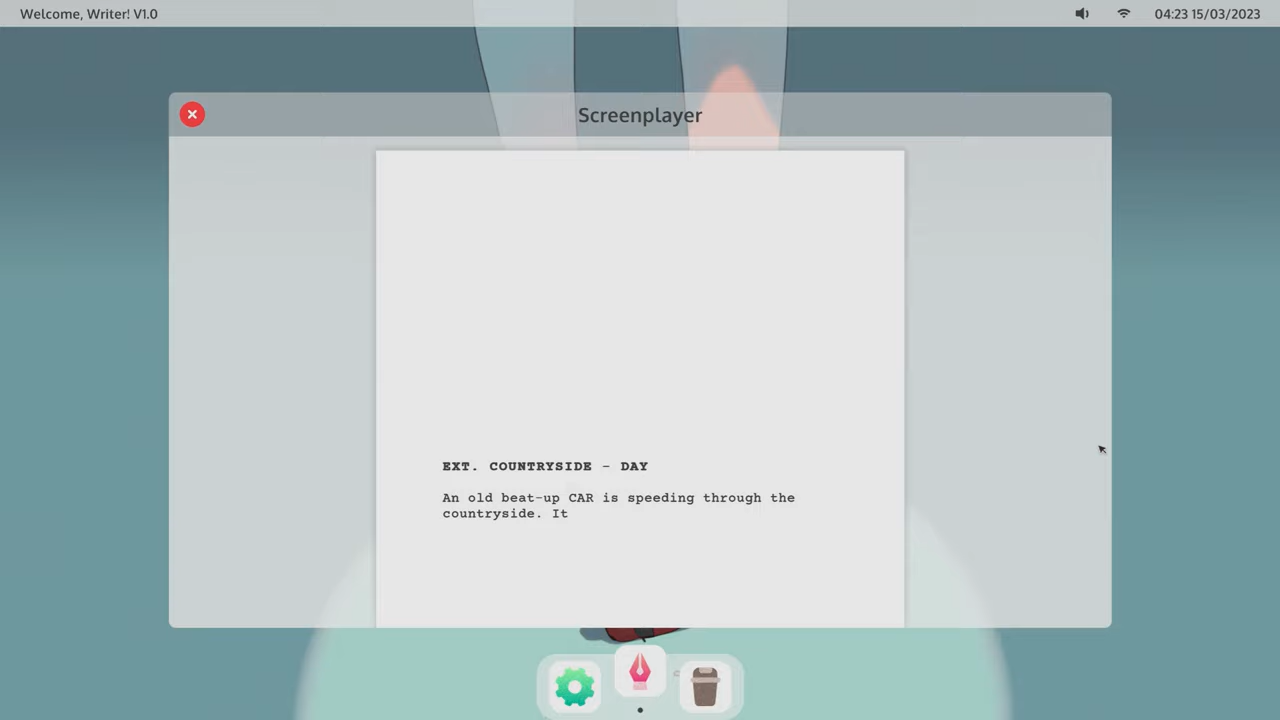 Welcome, Writer! V1.0
04:23 15/03/2023
Screenplayer
EXT. COUNTRYSIDE - DAY
An old beat-up CAR is speeding through the
countryside. It